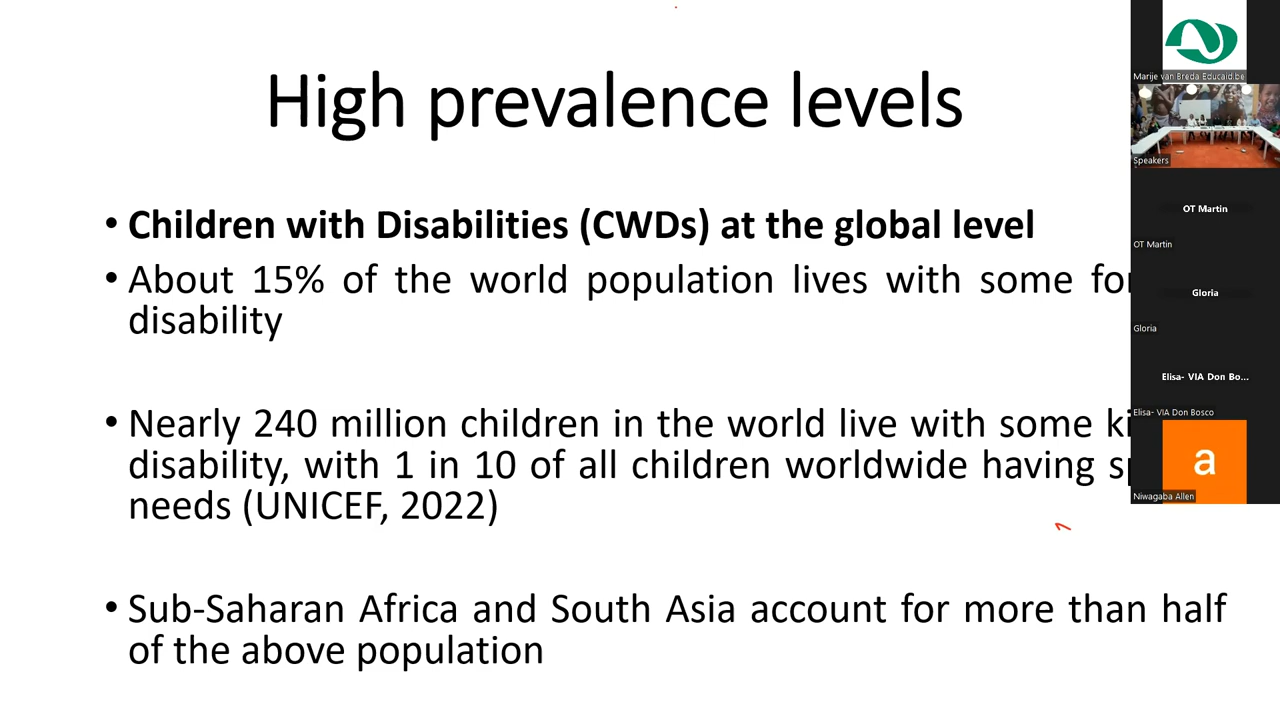 High prevalence levels
• Children with Disabilities (CWDs) at the global level
• About 15% of the world population lives with some
disability
• Nearly 240 million children in the world live with some
disability, with 1 in 10 of all children worldwide having
needs (UNICEF, 2022)
• Sub-Saharan Africa and South Asia account for more than half
of the above population
Marije van Breda Educaid.be
Speakers
OT Martin
OT Martin
Gloria
Gloria
Elisa- VIA Don Bo...
Elisa- VIA Don Bosco
a
Niwagaba Allen